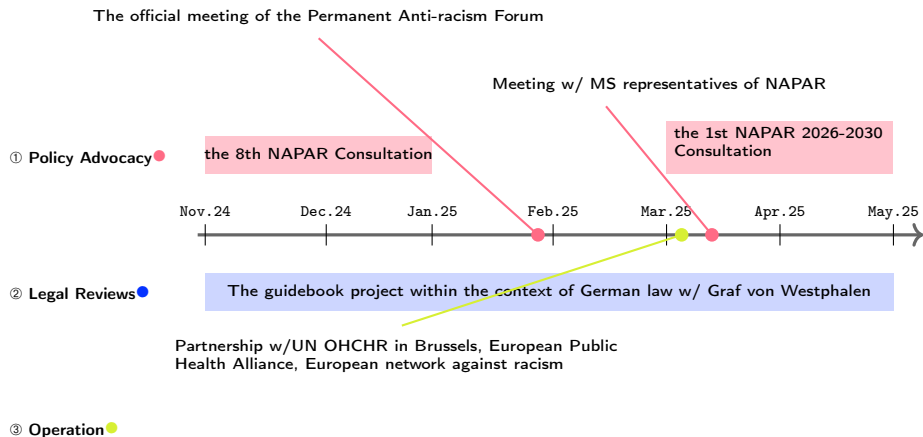 The official meeting of the Permanent Anti-racism Forum
Meeting w/ MS representatives of NAPAR
① Policy Advocacy
the 8th NAPAR Consultation
the 1st NAPAR 2026-2030
Consultation
Nov.24 Dec.24 Jan.25 Feb.25 Mar.25 Apr.25 May.25
② Legal Reviews
The guidebook project within the context of German law w/ Graf von Westphalen
Partnership w/UN OHCHR in Brussels, European Public
Health Alliance, European network against racism
③ Operation